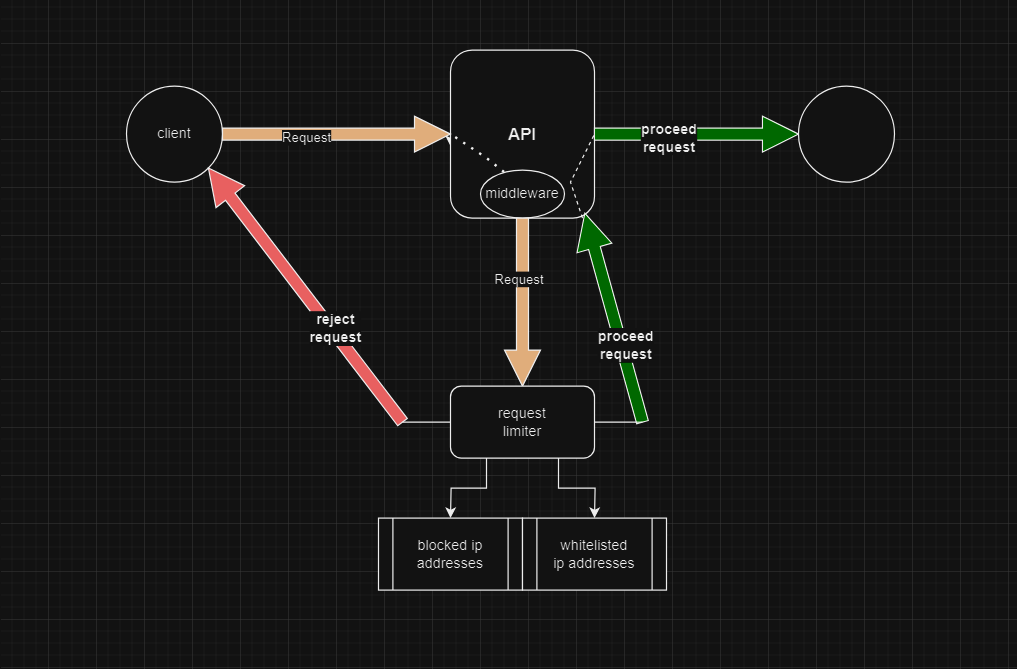 client
Request
API
proceed
request
middleware
Request
reject
request
proceed
request
request
limiter
blocked ip
addresses
whitelisted
ip addresses